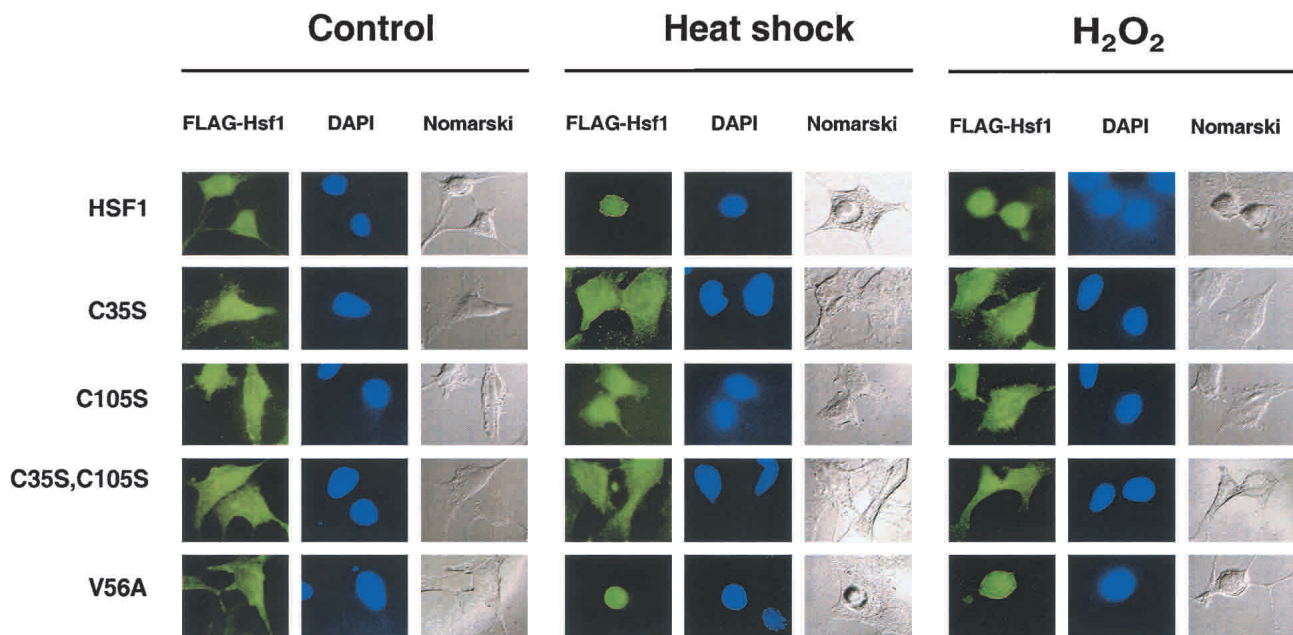 Control Heat shock H₂O₂
FLAG-Hsf1 DAPI Nomarski FLAG-Hsf1 DAPI Nomarski FLAG-Hsf1 DAPI Nomarski
HSF1
C35S
C105S
C35S,C105S
V56A